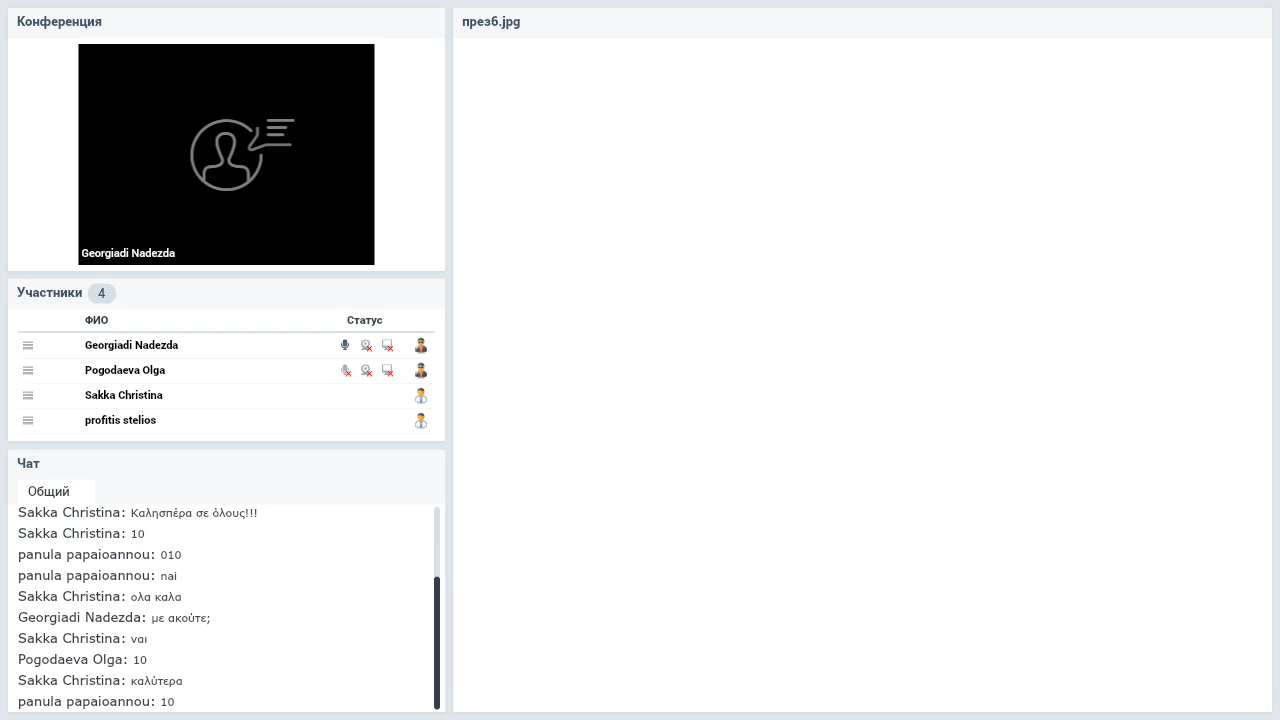 Конференция
Georgiadi Nadezda
Участники 4
ФИО Статус
Georgiadi Nadezda
Pogodaeva Olga
Sakka Christina
profitis stelios
Чат
Общий
Sakka Christina: Καλησπέρα σε όλους!!!
Sakka Christina: 10
panula papaioannou: 010
panula papaioannou: nai
Sakka Christina: ολα καλα
Georgiadi Nadezda: με ακούτε;
Sakka Christina: ναι
Pogodaeva Olga: 10
Sakka Christina: καλύτερα
panula papaioannou: 10
през6.jpg